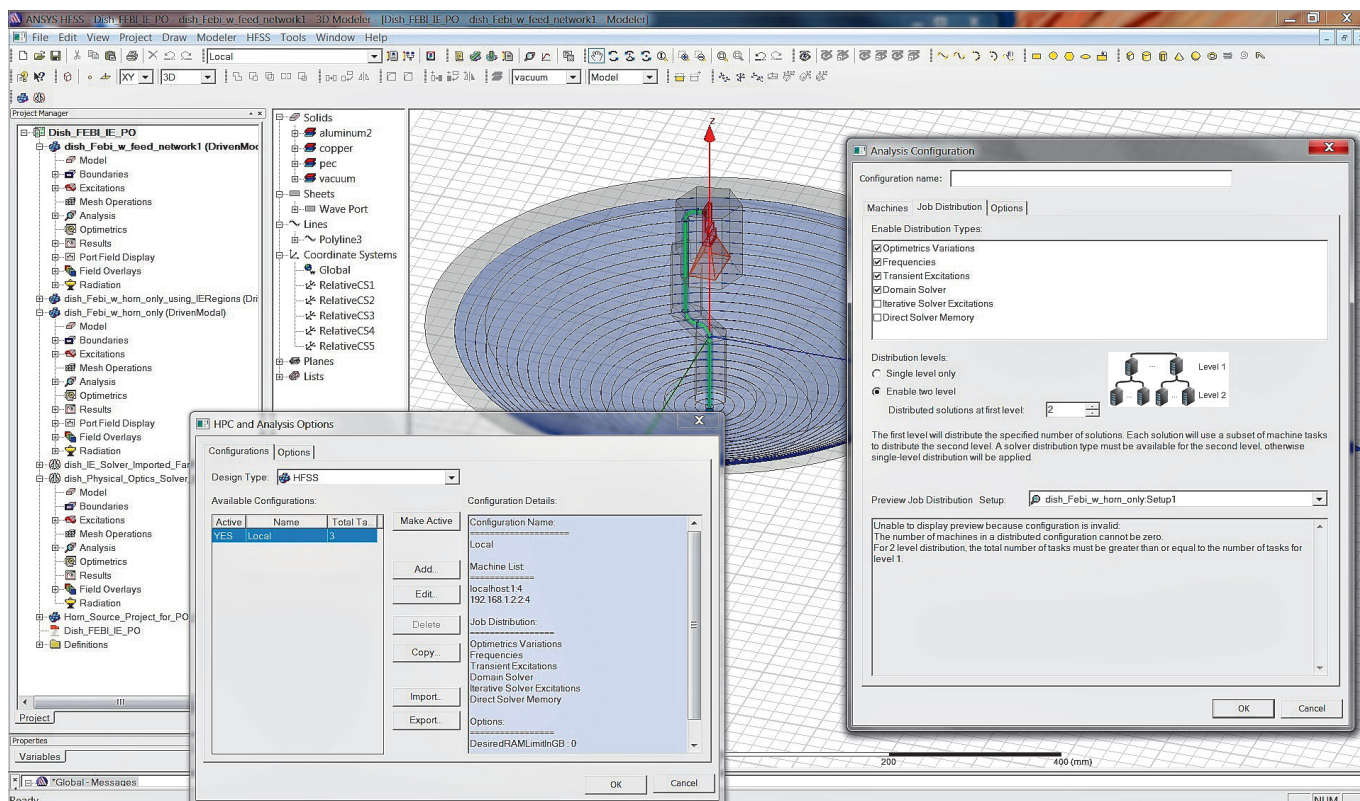 ANSYS HFSS - Dish_FEBI_IE_PO - dish_Febi_w_feed_network1 - 3D Modeler - [Dish_FEBI_IE_PO - dish_Febi_w_feed_network1 - Modeler]
File Edit View Project Draw Modeler HFSS Tools Window Help
Local
XY 3D vacuum Model
Project Manager
Dish_FEBI_IE_PO
dish_Febi_w_feed_network1 (DrivenMo
Model
Boundaries
Excitations
Mesh Operations
Analysis
Optimetrics
Results
Port Field Display
Field Overlays
Radiation
dish_Febi_w_horn_only_using_IERegions (Dri
dish_Febi_w_horn_only (DrivenModal)
Model
Boundaries
Excitations
Mesh Operations
Analysis
Optimetrics
Results
Port Field Display
Field Overlays
Radiation
dish_IE_Solver_Imported_Far
dish_Physical_Optics_Solver_
Model
Boundaries
Excitations
Mesh Operations
Analysis
Optimetrics
Results
Field Overlays
Radiation
Horn_Source_Project_for_PO
Dish_FEBI_IE_PO
Definitions
Project
Properties
Variables
*Global - Messages
Ready
Solids
aluminum2
copper
pec
vacuum
Sheets
Wave Port
Lines
Polyline3
Coordinate Systems
Global
RelativeCS1
RelativeCS2
RelativeCS3
RelativeCS4
RelativeCS5
Planes
Lists
z
200 400 (mm)
NUM
HPC and Analysis Options
Configurations Options
Design Type: HFSS
Available Configurations:
Active Name Total Ta...
YES Local 3
Make Active
Add...
Edit...
Delete
Copy...
Import...
Export...
Configuration Details:
Configuration Name:
===================
Local
Machine List:
=============
localhost:1:4
192.168.1.2:2:4
Job Distribution:
=================
Optimetrics Variations
Frequencies
Transient Excitations
Domain Solver
Iterative Solver Excitations
Direct Solver Memory
Options:
=================
DesiredRAMLimitInGB : 0
OK Cancel
Analysis Configuration
Configuration name:
Machines Job Distribution Options
Enable Distribution Types:
Optimetrics Variations
Frequencies
Transient Excitations
Domain Solver
Iterative Solver Excitations
Direct Solver Memory
Distribution levels:
Single level only
Enable two level
Distributed solutions at first level: 2
... Level 1
... ... Level 2
The first level will distribute the specified number of solutions. Each solution will use a subset of machine tasks
to distribute the second level. A solver distribution type must be available for the second level, otherwise
single-level distribution will be applied.
Preview Job Distribution Setup: dish_Febi_w_horn_only:Setup1
Unable to display preview because configuration is invalid:
The number of machines in a distributed configuration cannot be zero.
For 2 level distribution, the total number of tasks must be greater than or equal to the number of tasks for
level 1.
OK Cancel